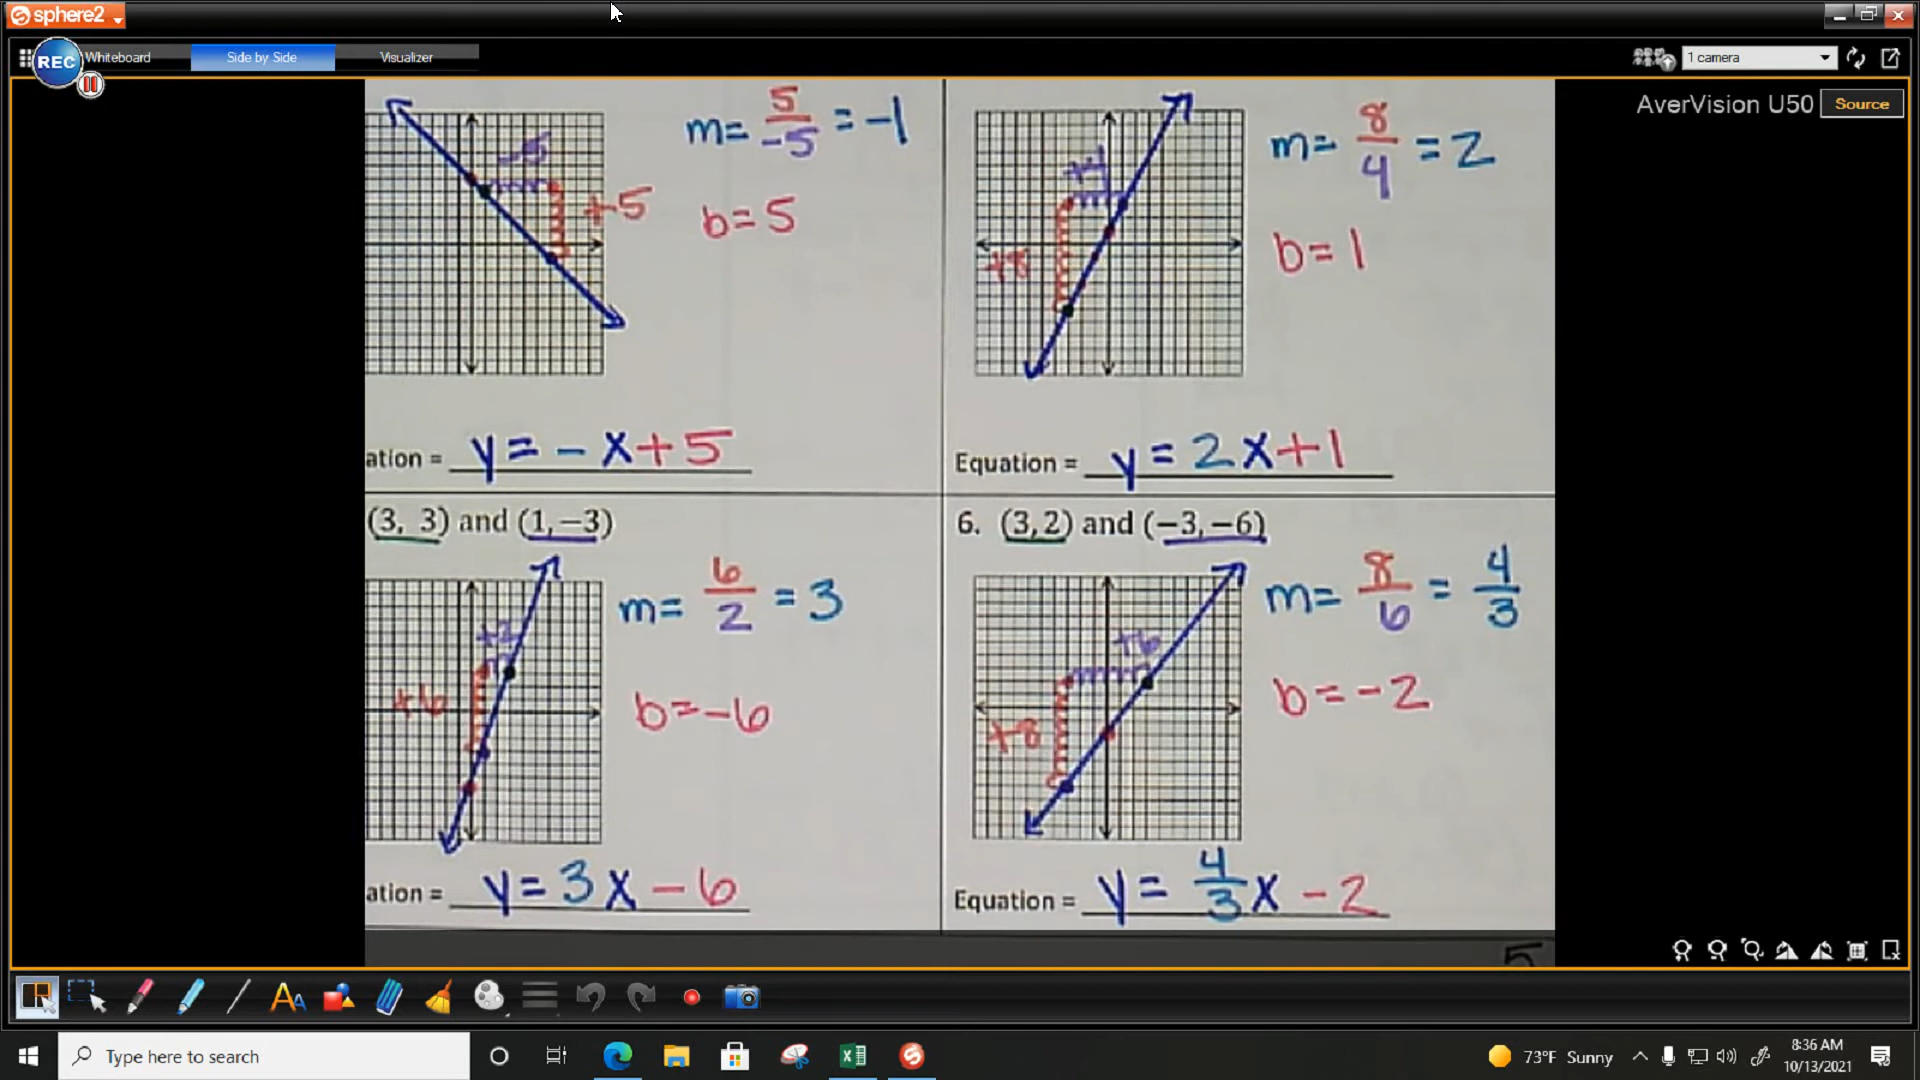 sphere2
REC
Whiteboard
Side by Side
Visualizer
1 camera
AverVision U50
Source
m= 5/-5 = -1
-5
+5
b= 5
ation = y = - x + 5
m= 8/4 = 2
+4
+8
b= 1
Equation = y = 2x + 1
(3, 3) and (1, −3)
m= 6/2 = 3
+2
+6
b= -6
ation = y = 3x - 6
6. (3, 2) and (−3, −6)
m= 8/6 = 4/3
+6
+8
b= -2
Equation = y = 4/3 x - 2
Type here to search
73°F Sunny
8:36 AM
10/13/2021